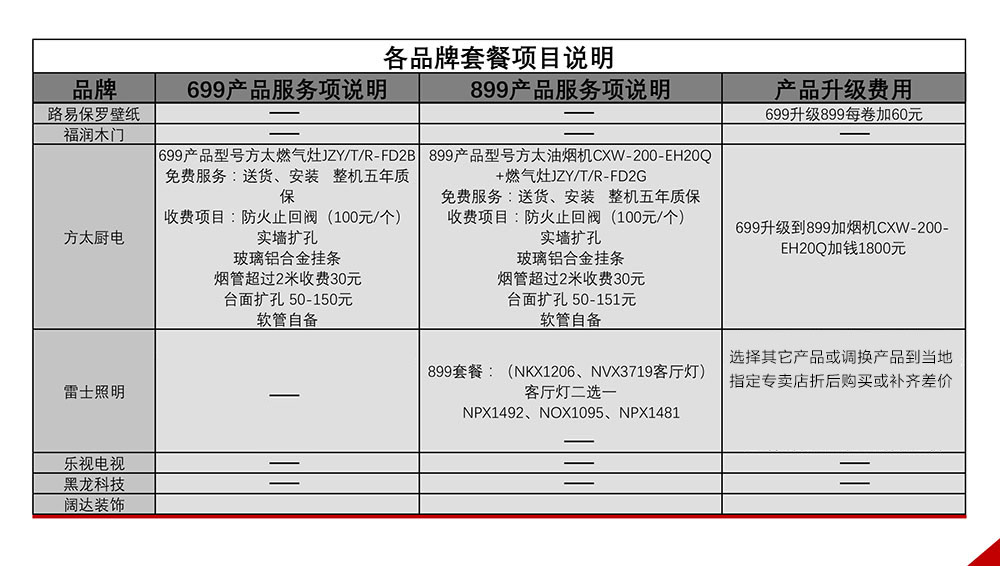 各品牌套餐项目说明
品牌
699产品服务项说明
899产品服务项说明
产品升级费用
路易保罗壁纸
——
——
699升级899每卷加60元
福润木门
——
——
——
方太厨电
699产品型号方太燃气灶JZY/T/R-FD2B
免费服务：送货、安装 整机五年质
保
收费项目：防火止回阀（100元/个）
实墙扩孔
玻璃铝合金挂条
烟管超过2米收费30元
台面扩孔 50-150元
软管自备
899产品型号方太油烟机CXW-200-EH20Q
+燃气灶JZY/T/R-FD2G
免费服务：送货、安装 整机五年质保
收费项目：防火止回阀（100元/个）
实墙扩孔
玻璃铝合金挂条
烟管超过2米收费30元
台面扩孔 50-151元
软管自备
699升级到899加烟机CXW-200-
EH20Q加钱1800元
雷士照明
——
899套餐：（NKX1206、NVX3719客厅灯）
客厅灯二选一
NPX1492、NOX1095、NPX1481
——
选择其它产品或调换产品到当地
指定专卖店折后购买或补齐差价
乐视电视
——
——
——
黑龙科技
——
——
——
阔达装饰